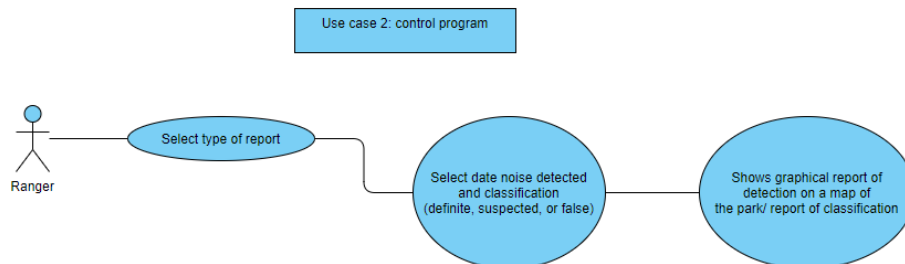 Use case 2: control program
Select type of report
Ranger
Select date noise detected
and classification
(definite, suspected, or false)
Shows graphical report of
detection on a map of
the park/ report of classification